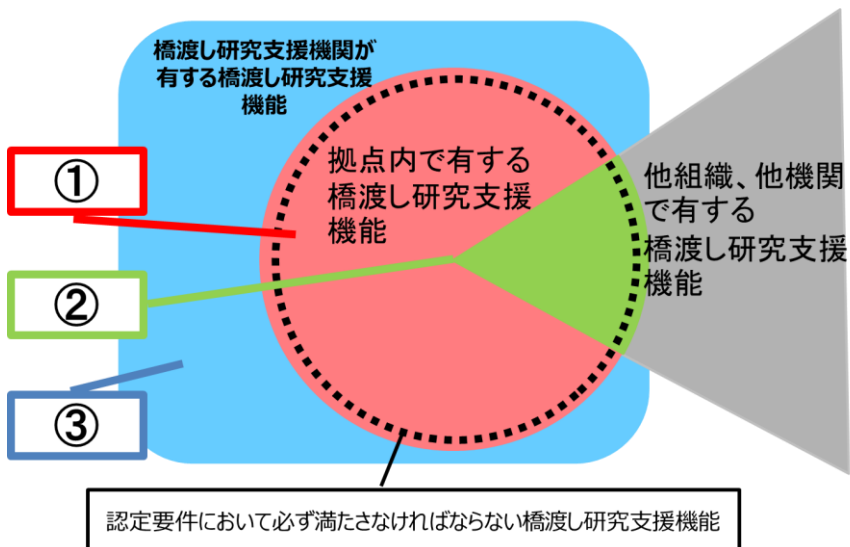 橋渡し研究支援機関が
有する橋渡し研究支援
機能
①
拠点内で有する
橋渡し研究支援
機能
他組織、他機関
で有する
橋渡し研究支援
機能
②
③
認定要件において必ず満たさなければならない橋渡し研究支援機能